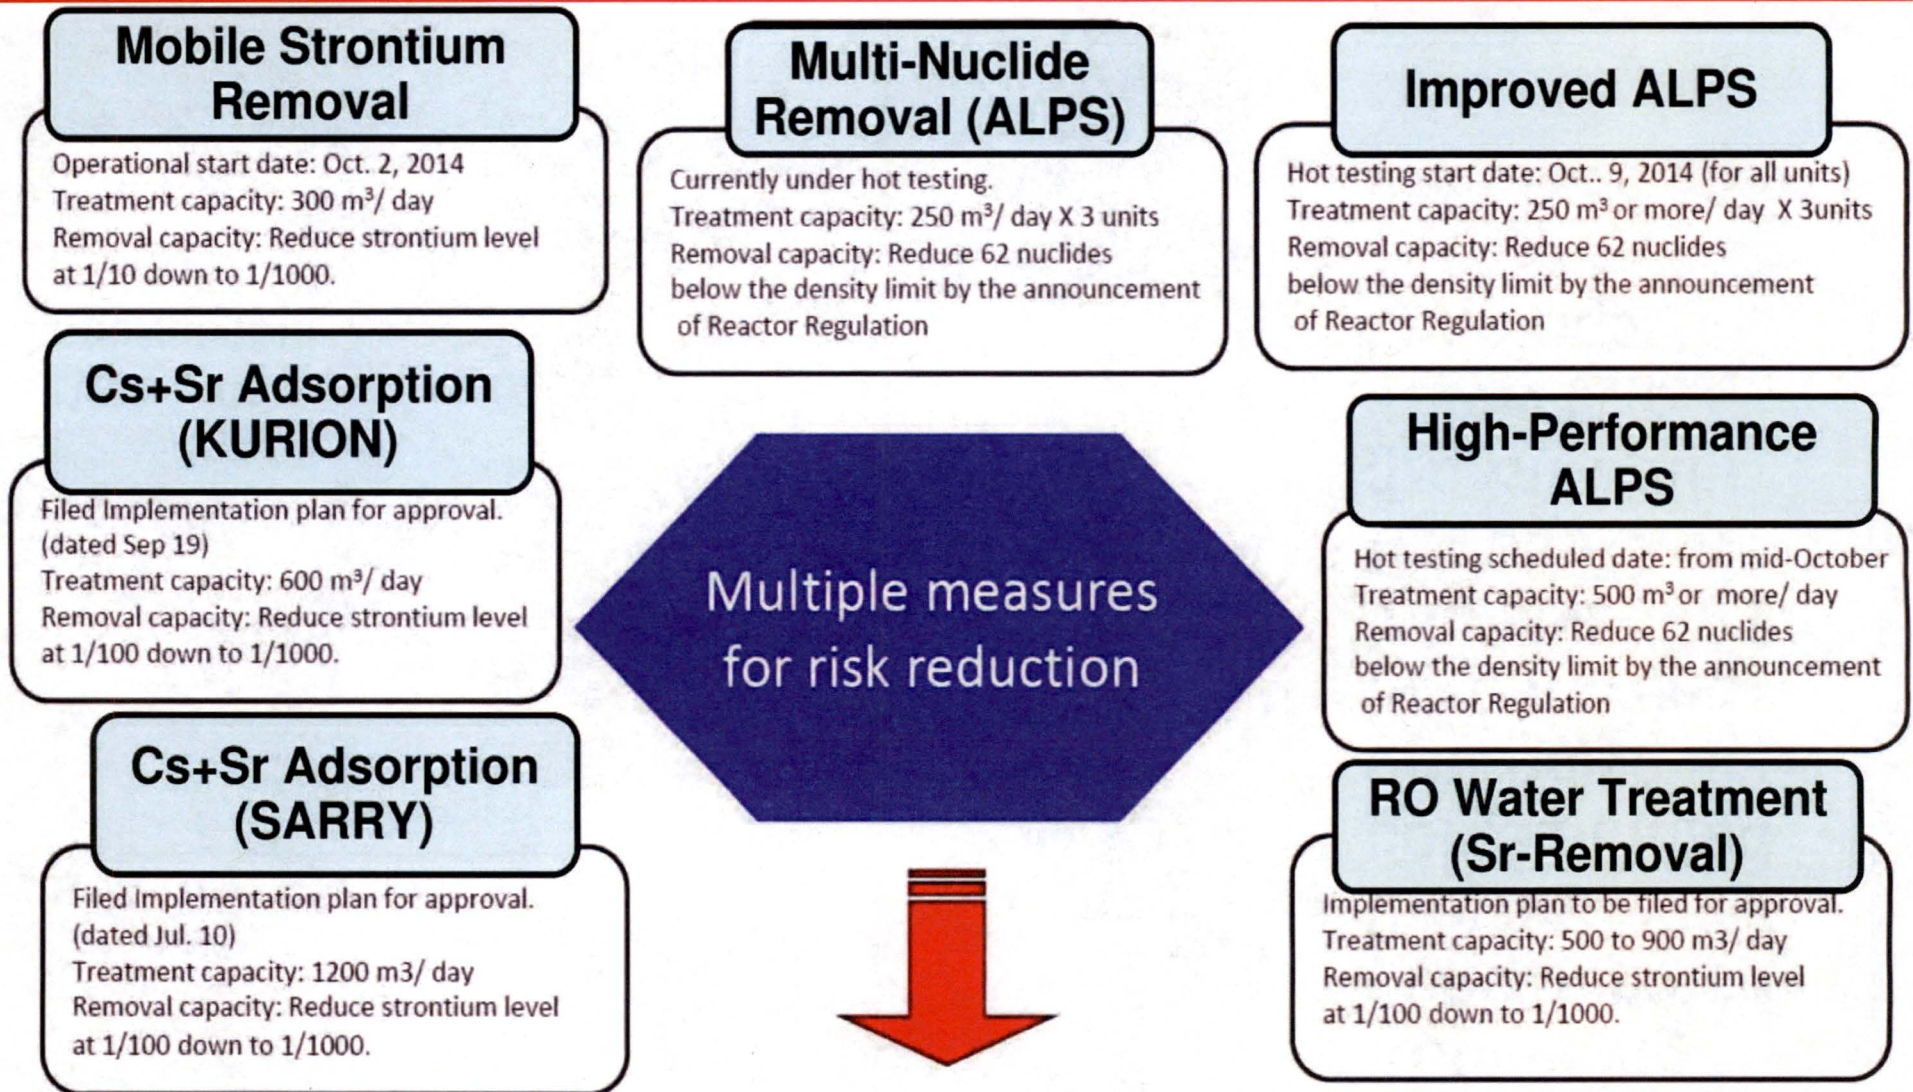 Mobile Strontium
Removal
Operational start date: Oct. 2, 2014
Treatment capacity: 300 m³/ day
Removal capacity: Reduce strontium level
at 1/10 down to 1/1000.
Cs+Sr Adsorption
(KURION)
Filed Implementation plan for approval.
(dated Sep 19)
Treatment capacity: 600 m³/ day
Removal capacity: Reduce strontium level
at 1/100 down to 1/1000.
Cs+Sr Adsorption
(SARRY)
Filed Implementation plan for approval.
(dated Jul. 10)
Treatment capacity: 1200 m3/ day
Removal capacity: Reduce strontium level
at 1/100 down to 1/1000.
Multi-Nuclide
Removal (ALPS)
Currently under hot testing.
Treatment capacity: 250 m³/ day X 3 units
Removal capacity: Reduce 62 nuclides
below the density limit by the announcement
of Reactor Regulation
Multiple measures
for risk reduction
Improved ALPS
Hot testing start date: Oct.. 9, 2014 (for all units)
Treatment capacity: 250 m³ or more/ day X 3units
Removal capacity: Reduce 62 nuclides
below the density limit by the announcement
of Reactor Regulation
High-Performance
ALPS
Hot testing scheduled date: from mid-October
Treatment capacity: 500 m³ or more/ day
Removal capacity: Reduce 62 nuclides
below the density limit by the announcement
of Reactor Regulation
RO Water Treatment
(Sr-Removal)
Implementation plan to be filed for approval.
Treatment capacity: 500 to 900 m3/ day
Removal capacity: Reduce strontium level
at 1/100 down to 1/1000.